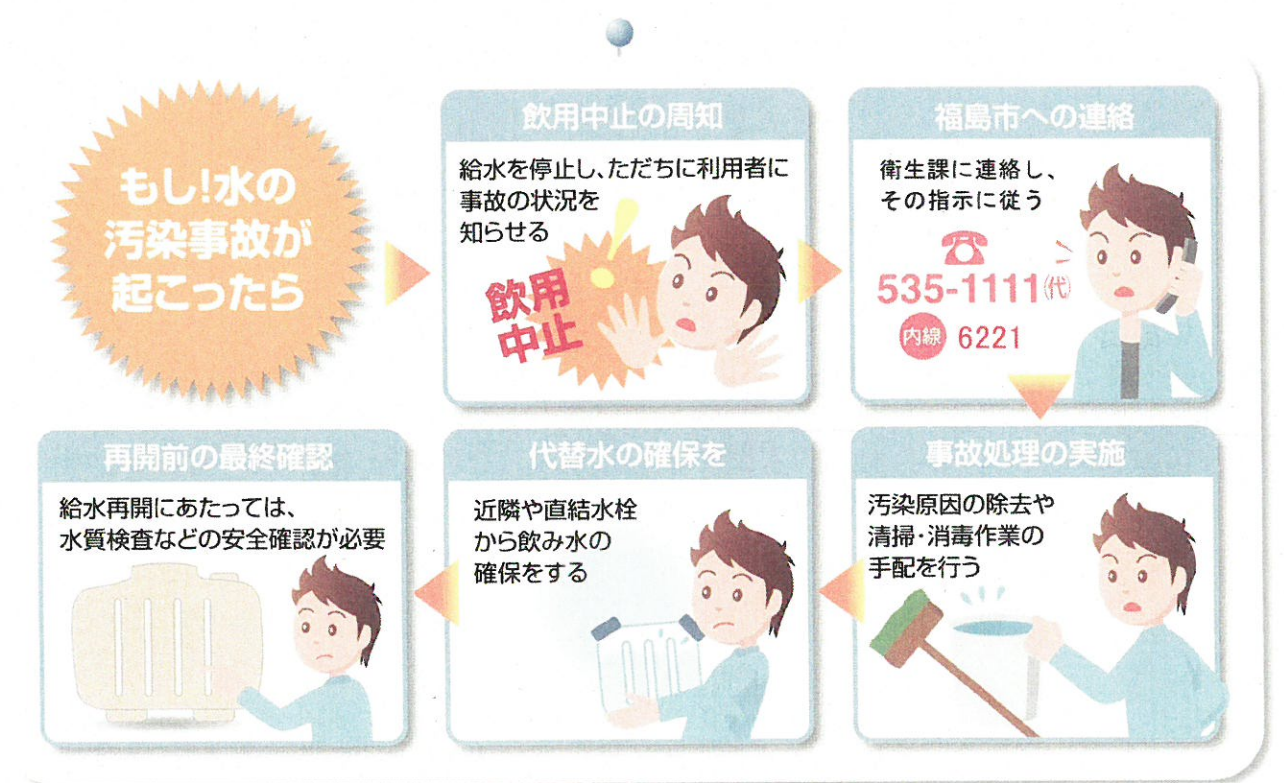 もし!水の
汚染事故が
起こったら
飲用中止の周知
給水を停止し、ただちに利用者に
事故の状況を
知らせる
飲用
中止
福島市への連絡
衛生課に連絡し、
その指示に従う
535-1111㈹
内線 6221
事故処理の実施
汚染原因の除去や
清掃・消毒作業の
手配を行う
代替水の確保を
近隣や直結水栓
から飲み水の
確保をする
再開前の最終確認
給水再開にあたっては、
水質検査などの安全確認が必要